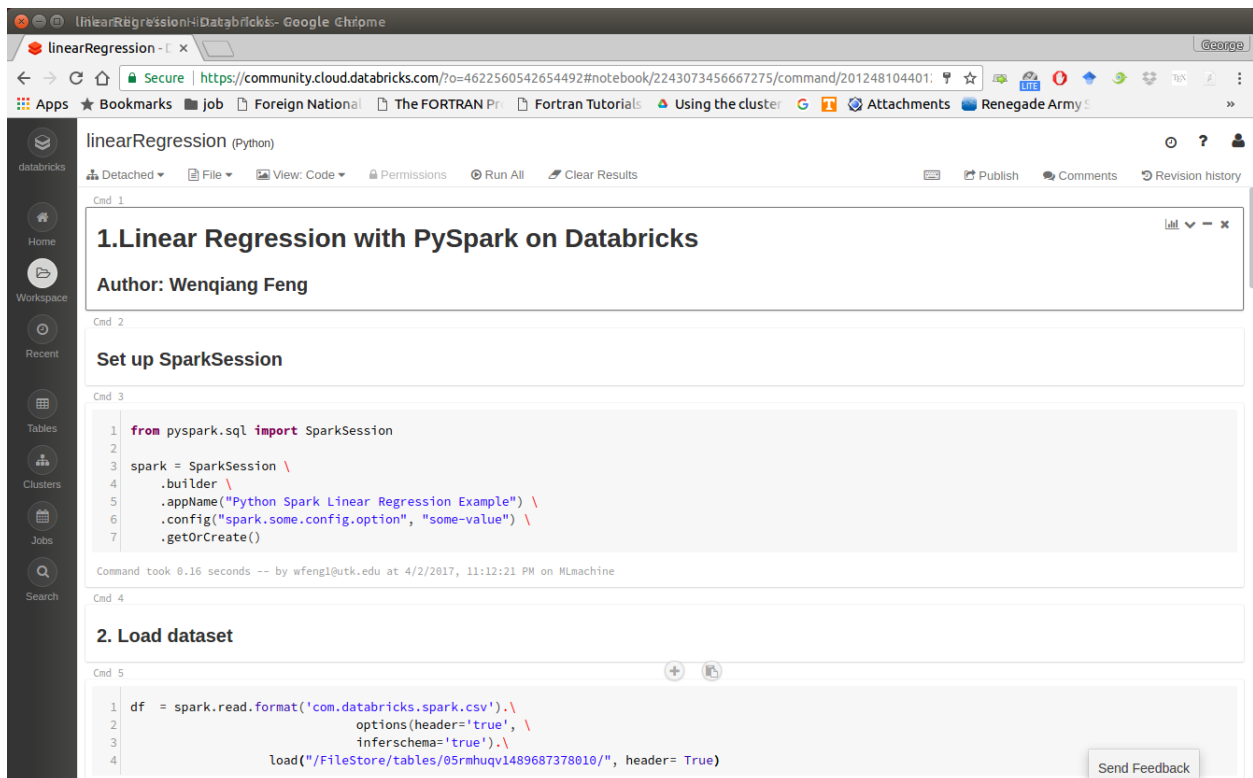 linearRegression - Databricks - Google Chrome
linearRegression - D
George
Secure | https://community.cloud.databricks.com/?o=4622560542654492#notebook/2243073456667275/command/201248104401
Apps Bookmarks job Foreign National The FORTRAN Pr Fortran Tutorials Using the cluster Attachments Renegade Army S »
databricks
Home
Workspace
Recent
Tables
Clusters
Jobs
Search
linearRegression (Python)
Detached File View: Code Permissions Run All Clear Results Publish Comments Revision history
Cmd 1
1.Linear Regression with PySpark on Databricks
Author: Wenqiang Feng
Cmd 2
Set up SparkSession
Cmd 3
1 from pyspark.sql import SparkSession
2
3 spark = SparkSession \
4 .builder \
5 .appName("Python Spark Linear Regression Example") \
6 .config("spark.some.config.option", "some-value") \
7 .getOrCreate()
Command took 0.16 seconds -- by wfeng1@utk.edu at 4/2/2017, 11:12:21 PM on MLmachine
Cmd 4
2. Load dataset
Cmd 5
1 df = spark.read.format('com.databricks.spark.csv').\
2 options(header='true', \
3 inferschema='true').\
4 load("/FileStore/tables/05rmhuqv1489687378010/", header= True)
Send Feedback